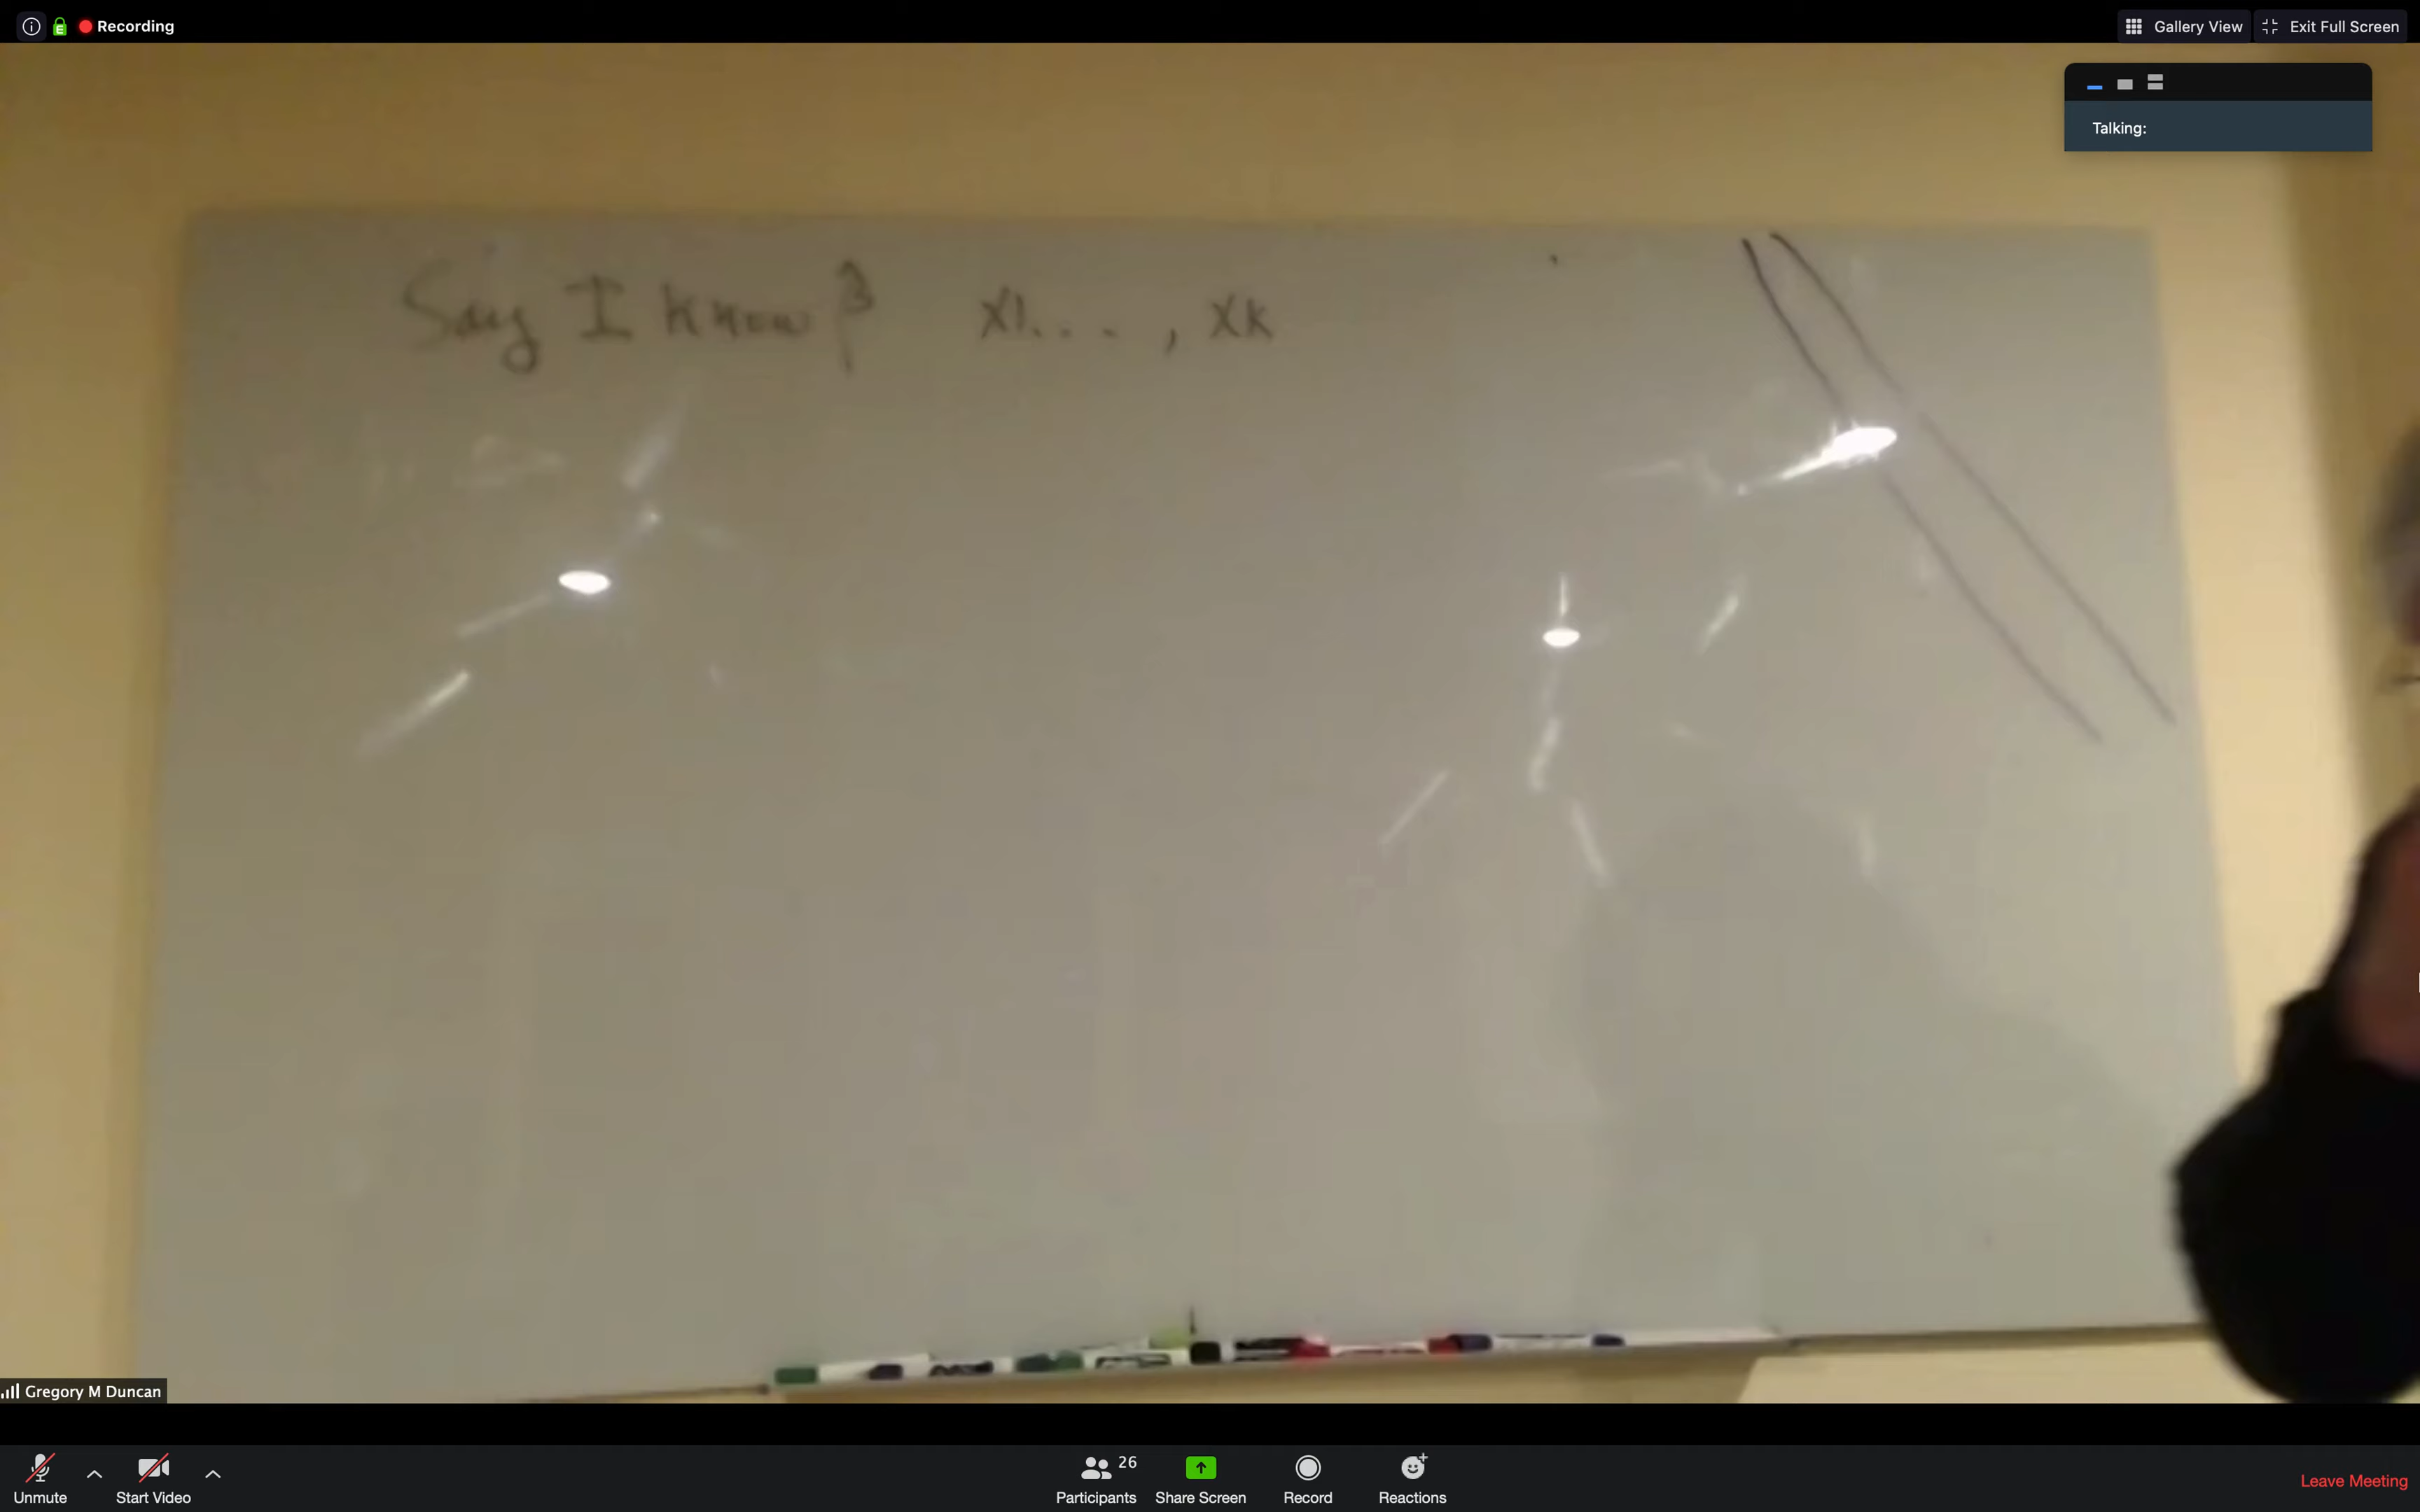 Recording
Gallery View
Exit Full Screen
Talking:
Say I know β X1..., XK
Gregory M Duncan
Unmute
Start Video
26
Participants
Share Screen
Record
Reactions
Leave Meeting